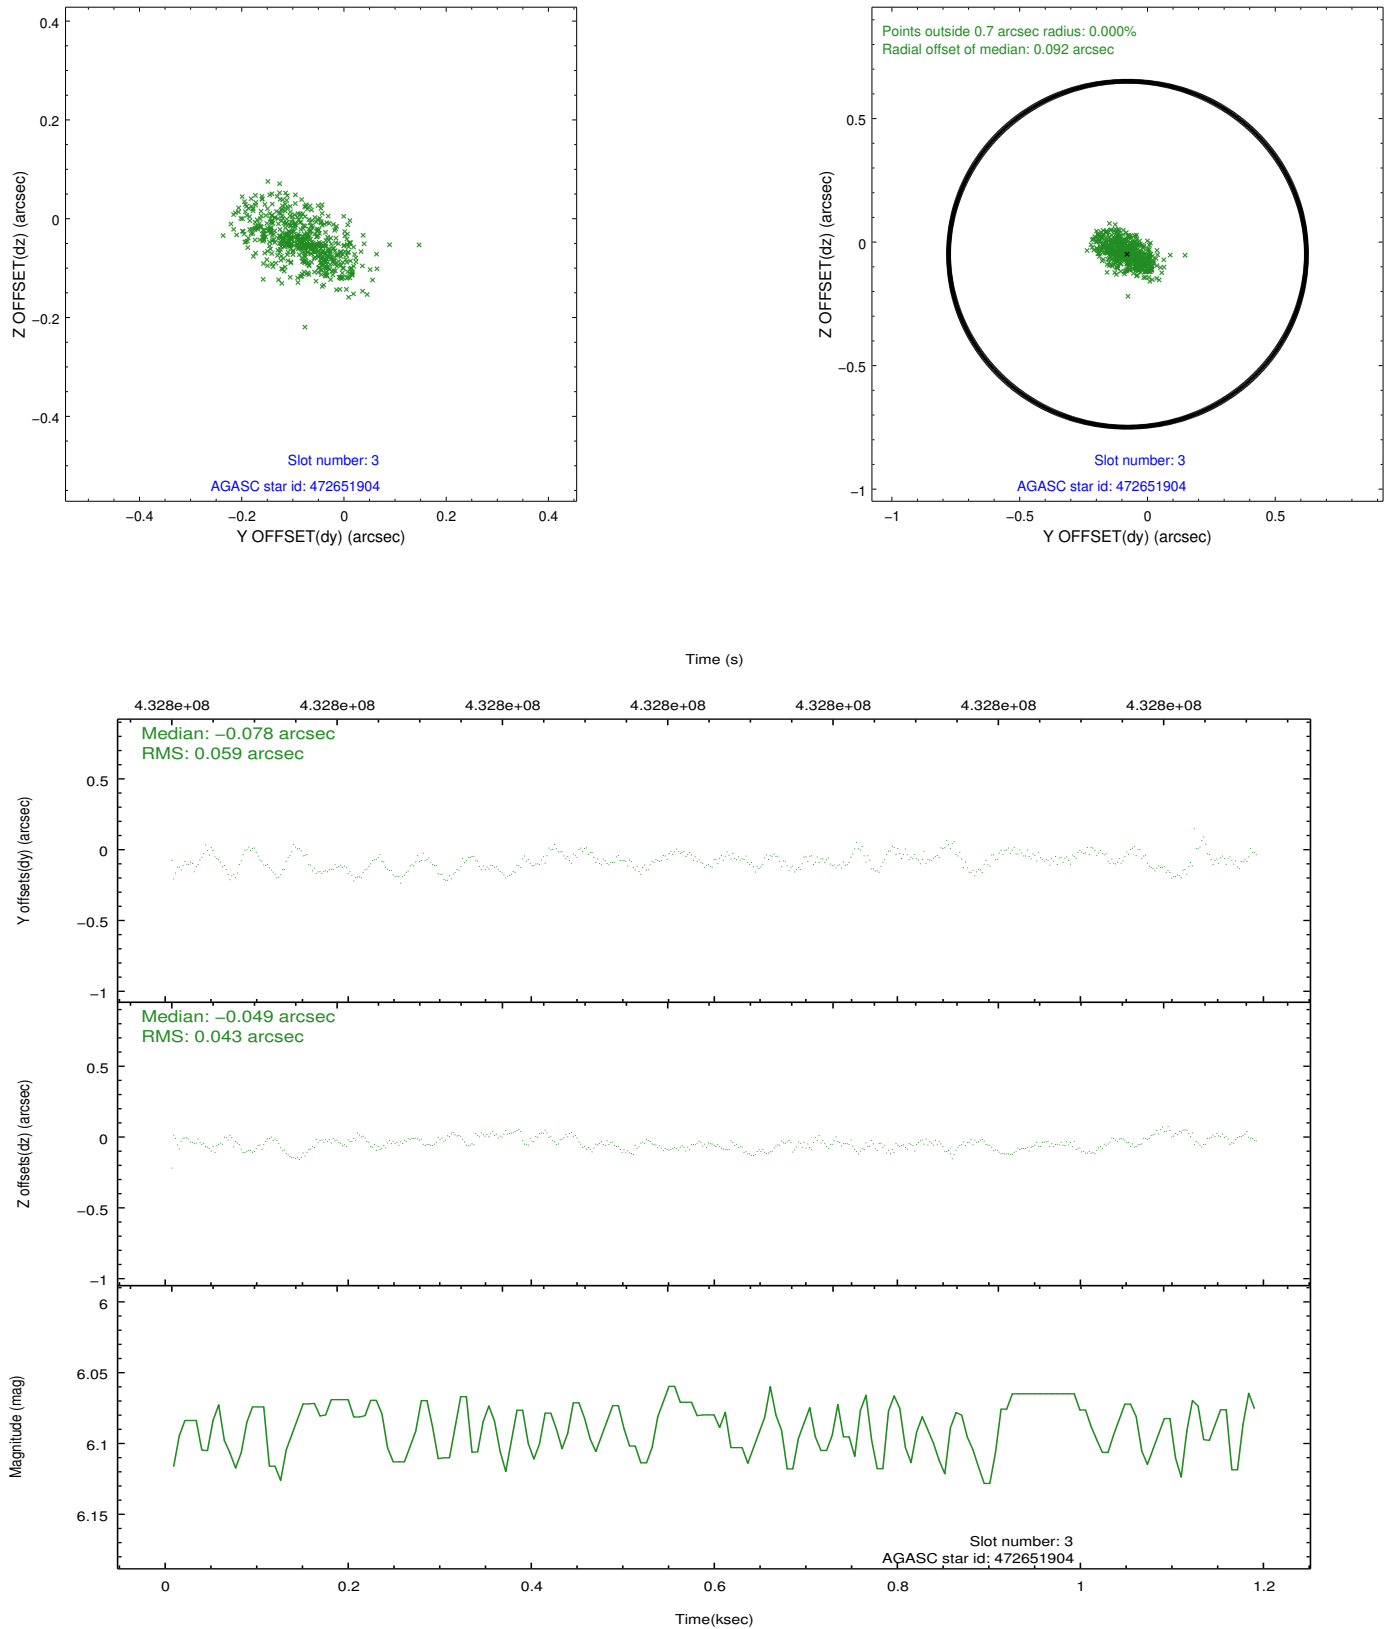 0.4
0.2
0
−0.2
−0.4
Z OFFSET(dz) (arcsec)
Slot number: 3
AGASC star id: 472651904
−0.4 −0.2 0 0.2 0.4
Y OFFSET(dy) (arcsec)
Points outside 0.7 arcsec radius: 0.000%
Radial offset of median: 0.092 arcsec
0.5
0
−0.5
−1
Z OFFSET(dz) (arcsec)
Slot number: 3
AGASC star id: 472651904
−1 −0.5 0 0.5
Y OFFSET(dy) (arcsec)
Time (s)
4.328e+08 4.328e+08 4.328e+08 4.328e+08 4.328e+08 4.328e+08 4.328e+08
Median: −0.078 arcsec
RMS: 0.059 arcsec
0.5
0
−0.5
−1
Y offsets(dy) (arcsec)
Median: −0.049 arcsec
RMS: 0.043 arcsec
0.5
0
−0.5
−1
Z offsets(dz) (arcsec)
6
6.05
6.1
6.15
Magnitude (mag)
Slot number: 3
AGASC star id: 472651904
0 0.2 0.4 0.6 0.8 1 1.2
Time(ksec)